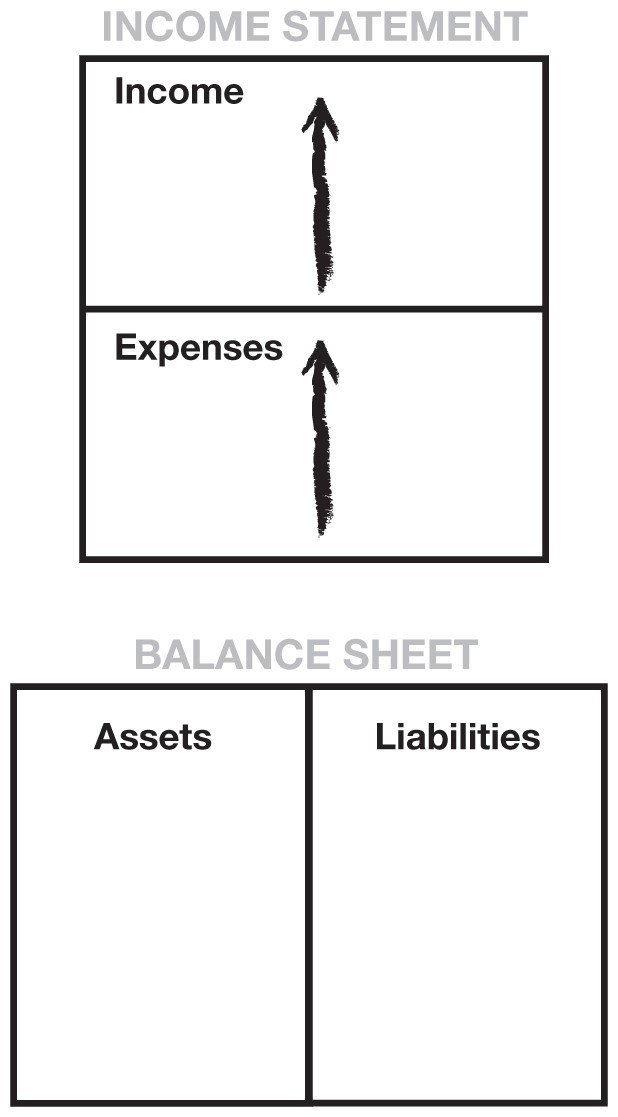 INCOME STATEMENT
Income
Expenses
BALANCE SHEET
Assets
Liabilities